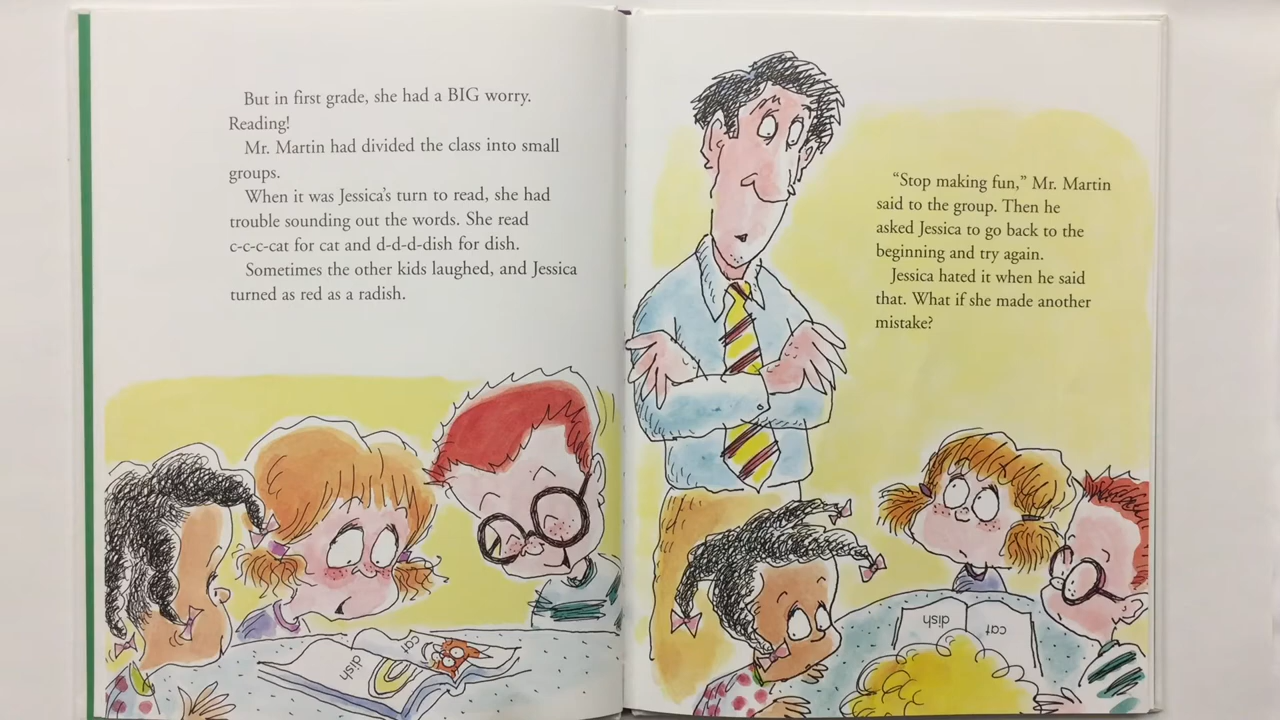 But in first grade, she had a BIG worry.
Reading!
Mr. Martin had divided the class into small
groups.
When it was Jessica's turn to read, she had
trouble sounding out the words. She read
c-c-c-cat for cat and d-d-d-dish for dish.
Sometimes the other kids laughed, and Jessica
turned as red as a radish.
dish
cat
“Stop making fun,” Mr. Martin
said to the group. Then he
asked Jessica to go back to the
beginning and try again.
Jessica hated it when he said
that. What if she made another
mistake?
dish
cat